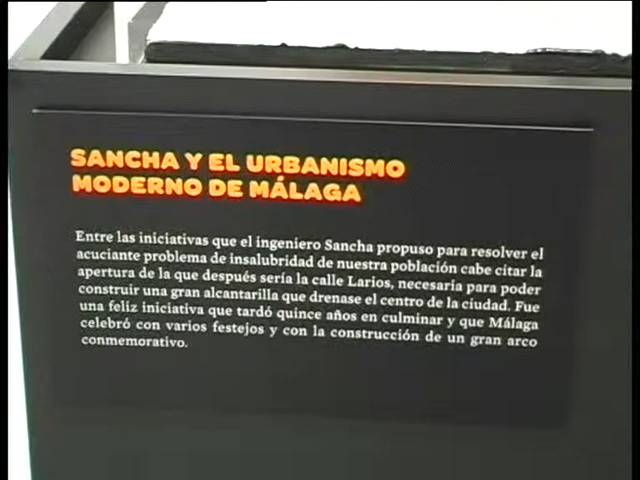 SANCHA Y EL URBANISMO
MODERNO DE MÁLAGA
Entre las iniciativas que el ingeniero Sancha propuso para resolver el
acuciante problema de insalubridad de nuestra población cabe citar la
apertura de la que después sería la calle Larios, necesaria para poder
construir una gran alcantarilla que drenase el centro de la ciudad. Fue
una feliz iniciativa que tardó quince años en culminar y que Málaga
celebró con varios festejos y con la construcción de un gran arco
conmemorativo.